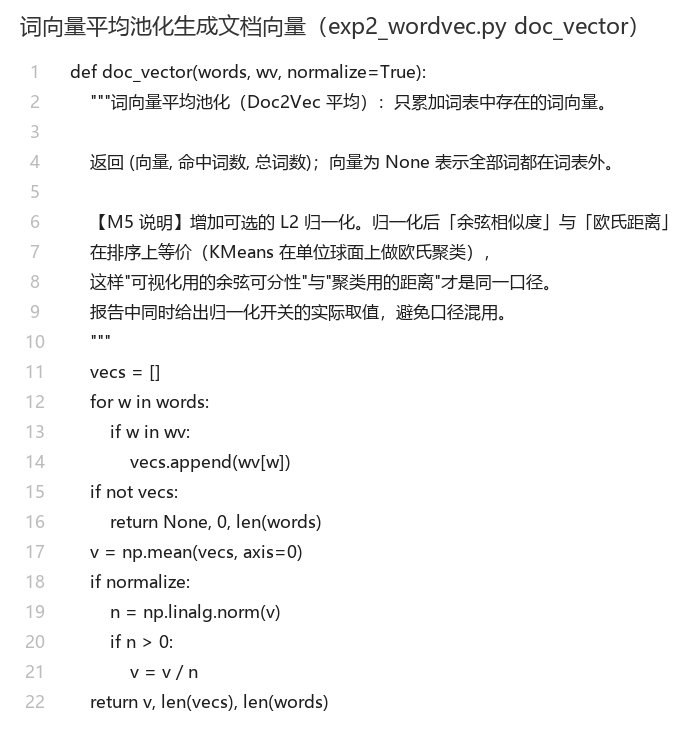 词向量平均池化生成文档向量（exp2_wordvec.py doc_vector）
1 def doc_vector(words, wv, normalize=True):
2 """词向量平均池化（Doc2Vec 平均）：只累加词表中存在的词向量。
3
4 返回 (向量, 命中词数, 总词数)；向量为 None 表示全部词都在词表外。
5
6 【M5 说明】增加可选的 L2 归一化。归一化后「余弦相似度」与「欧氏距离」
7 在排序上等价（KMeans 在单位球面上做欧氏聚类），
8 这样"可视化用的余弦可分性"与"聚类用的距离"才是同一口径。
9 报告中同时给出归一化开关的实际取值，避免口径混用。
10 """
11 vecs = []
12 for w in words:
13 if w in wv:
14 vecs.append(wv[w])
15 if not vecs:
16 return None, 0, len(words)
17 v = np.mean(vecs, axis=0)
18 if normalize:
19 n = np.linalg.norm(v)
20 if n > 0:
21 v = v / n
22 return v, len(vecs), len(words)